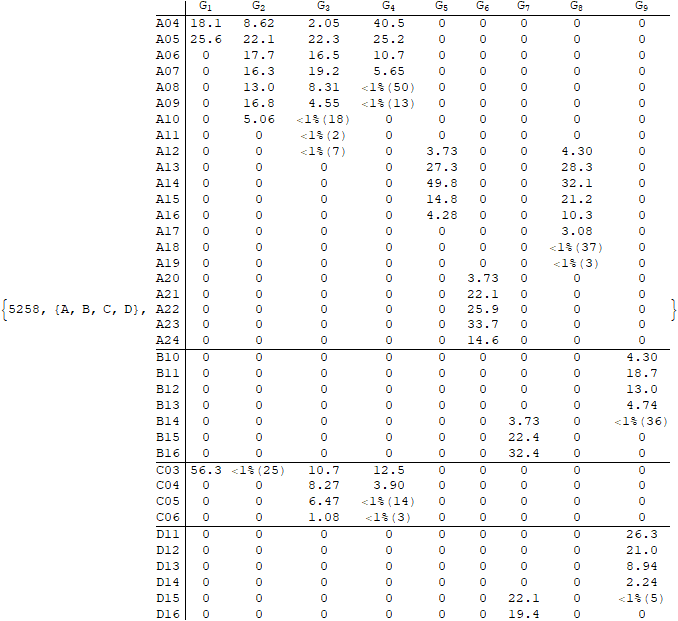 G1 G2 G3 G4 G5 G6 G7 G8 G9
A04 18.1 8.62 2.05 40.5 0 0 0 0 0
A05 25.6 22.1 22.3 25.2 0 0 0 0 0
A06 0 17.7 16.5 10.7 0 0 0 0 0
A07 0 16.3 19.2 5.65 0 0 0 0 0
A08 0 13.0 8.31 <1%(50) 0 0 0 0 0
A09 0 16.8 4.55 <1%(13) 0 0 0 0 0
A10 0 5.06 <1%(18) 0 0 0 0 0 0
A11 0 0 <1%(2) 0 0 0 0 0 0
A12 0 0 <1%(7) 0 3.73 0 0 4.30 0
A13 0 0 0 0 27.3 0 0 28.3 0
A14 0 0 0 0 49.8 0 0 32.1 0
A15 0 0 0 0 14.8 0 0 21.2 0
A16 0 0 0 0 4.28 0 0 10.3 0
A17 0 0 0 0 0 0 0 3.08 0
A18 0 0 0 0 0 0 0 <1%(37) 0
A19 0 0 0 0 0 0 0 <1%(3) 0
A20 0 0 0 0 0 3.73 0 0 0
A21 0 0 0 0 0 22.1 0 0 0
{5258, {A, B, C, D}, A22 0 0 0 0 0 25.9 0 0 0 }
A23 0 0 0 0 0 33.7 0 0 0
A24 0 0 0 0 0 14.6 0 0 0
B10 0 0 0 0 0 0 0 0 4.30
B11 0 0 0 0 0 0 0 0 18.7
B12 0 0 0 0 0 0 0 0 13.0
B13 0 0 0 0 0 0 0 0 4.74
B14 0 0 0 0 0 0 3.73 0 <1%(36)
B15 0 0 0 0 0 0 22.4 0 0
B16 0 0 0 0 0 0 32.4 0 0
C03 56.3 <1%(25) 10.7 12.5 0 0 0 0 0
C04 0 0 8.27 3.90 0 0 0 0 0
C05 0 0 6.47 <1%(14) 0 0 0 0 0
C06 0 0 1.08 <1%(3) 0 0 0 0 0
D11 0 0 0 0 0 0 0 0 26.3
D12 0 0 0 0 0 0 0 0 21.0
D13 0 0 0 0 0 0 0 0 8.94
D14 0 0 0 0 0 0 0 0 2.24
D15 0 0 0 0 0 0 22.1 0 <1%(5)
D16 0 0 0 0 0 0 19.4 0 0